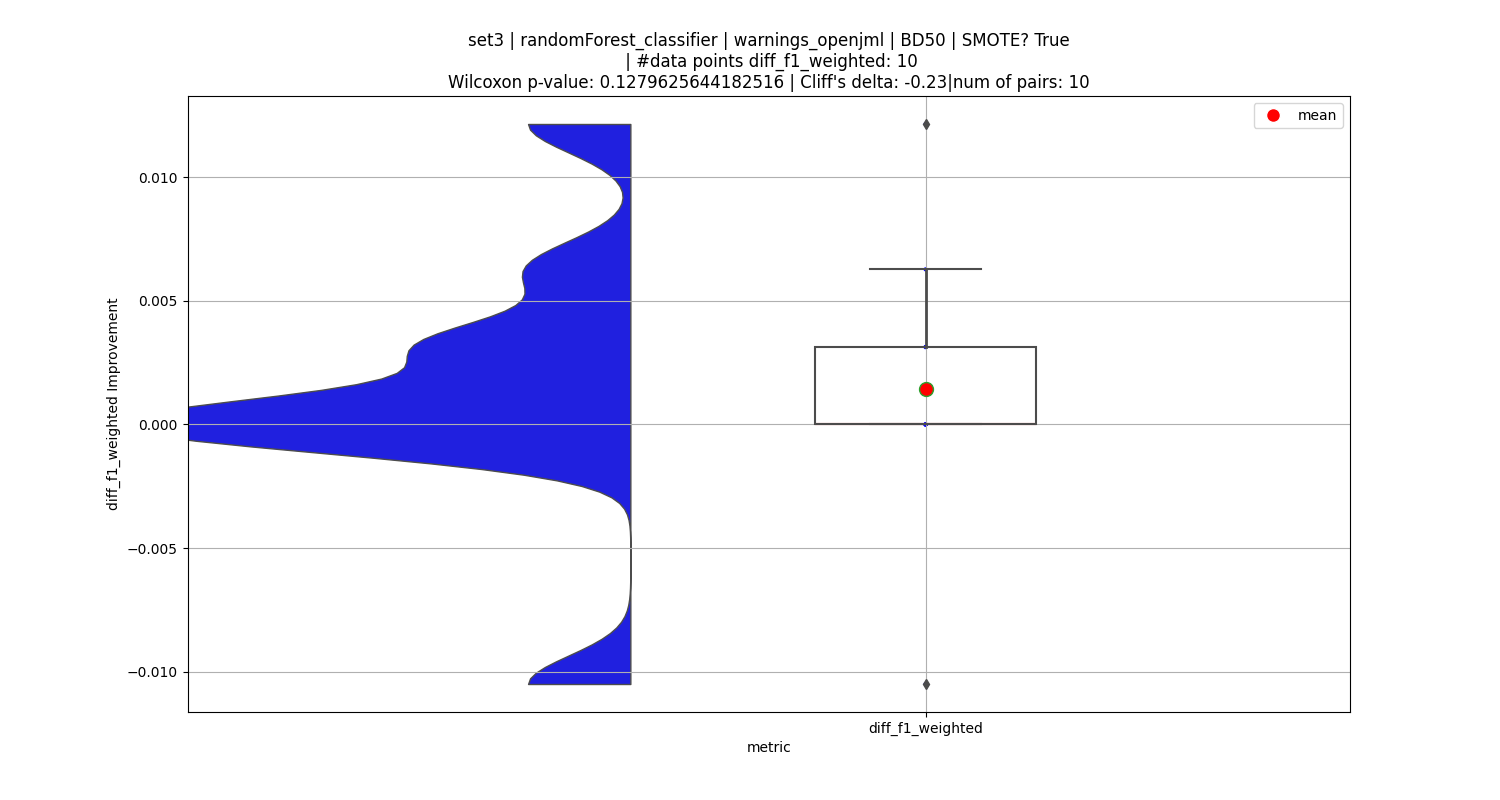 set3 | randomForest_classifier | warnings_openjml | BD50 | SMOTE? True
| #data points diff_f1_weighted: 10
Wilcoxon p-value: 0.1279625644182516 | Cliff's delta: -0.23|num of pairs: 10
mean
0.010
0.005
0.000
−0.005
−0.010
diff_f1_weighted Improvement
diff_f1_weighted
metric